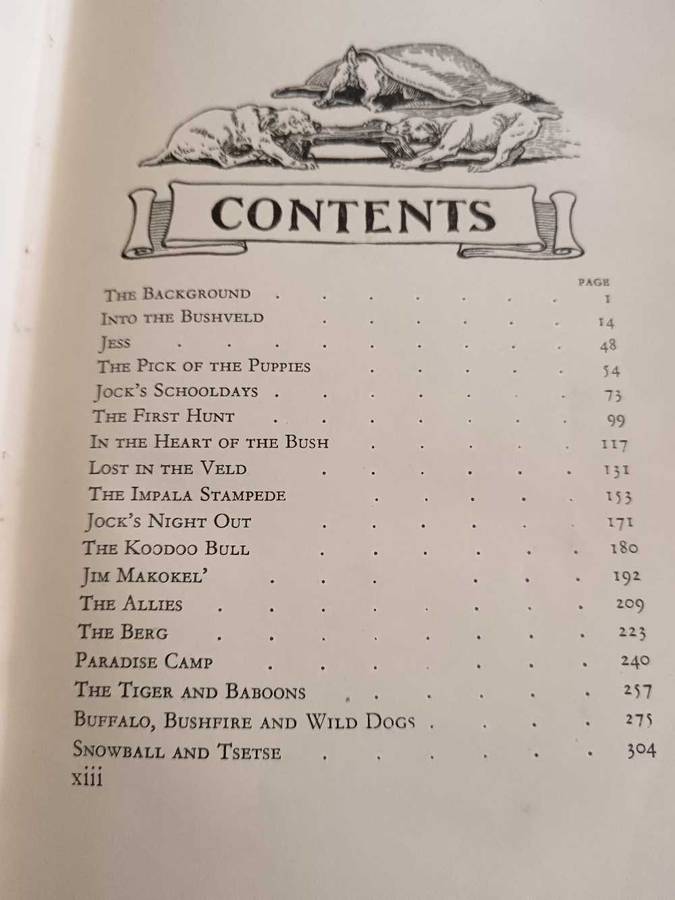 CONTENTS
PAGE
THE BACKGROUND . . . . . . 1
INTO THE BUSHVELD . . . . . 14
JESS . . . . . . . . 48
THE PICK OF THE PUPPIES . . . . 54
JOCK'S SCHOOLDAYS . . . . . . 73
THE FIRST HUNT . . . . . . 99
IN THE HEART OF THE BUSH . . . . 117
LOST IN THE VELD . . . . . 131
THE IMPALA STAMPEDE . . . . 153
JOCK'S NIGHT OUT . . . . . 171
THE KOODOO BULL . . . . . . 180
JIM MAKOKEL' . . . . . . 192
THE ALLIES . . . . . . . . 209
THE BERG . . . . . . . . 223
PARADISE CAMP . . . . . . . 240
THE TIGER AND BABOONS . . . . . 257
BUFFALO, BUSHFIRE AND WILD DOGS . . . . 275
SNOWBALL AND TSETSE . . . . . . 304
xiii